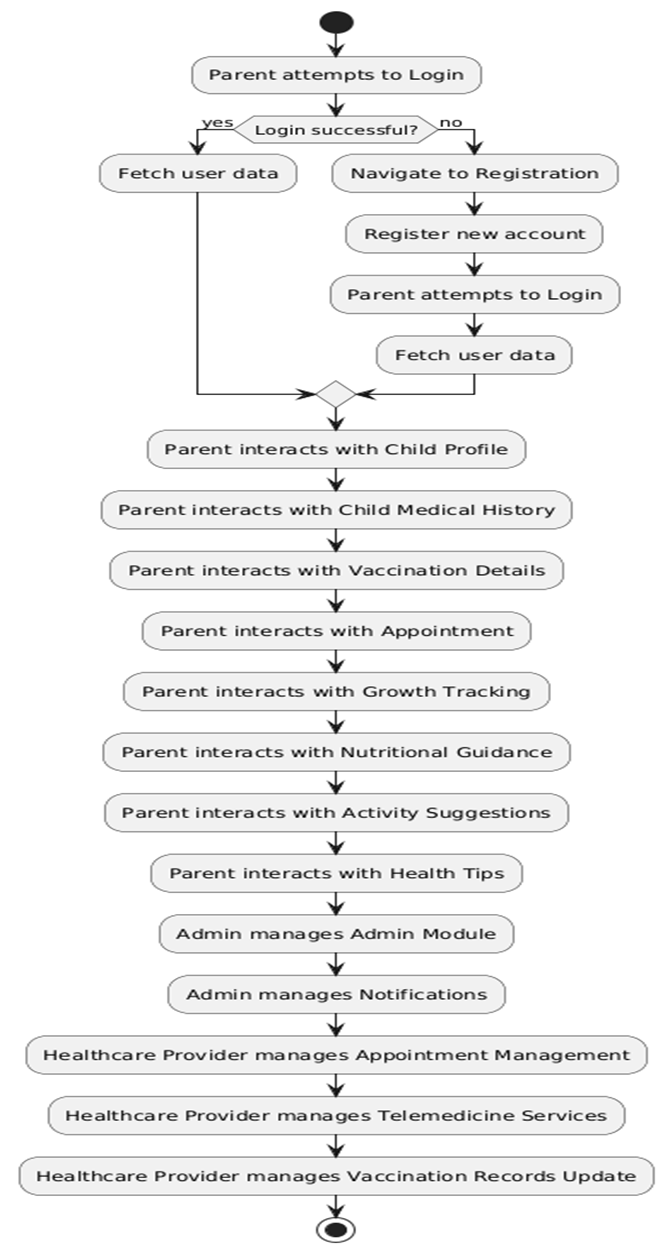 Parent attempts to Login
yes
Login successful?
no
Fetch user data
Navigate to Registration
Register new account
Parent attempts to Login
Fetch user data
Parent interacts with Child Profile
Parent interacts with Child Medical History
Parent interacts with Vaccination Details
Parent interacts with Appointment
Parent interacts with Growth Tracking
Parent interacts with Nutritional Guidance
Parent interacts with Activity Suggestions
Parent interacts with Health Tips
Admin manages Admin Module
Admin manages Notifications
Healthcare Provider manages Appointment Management
Healthcare Provider manages Telemedicine Services
Healthcare Provider manages Vaccination Records Update